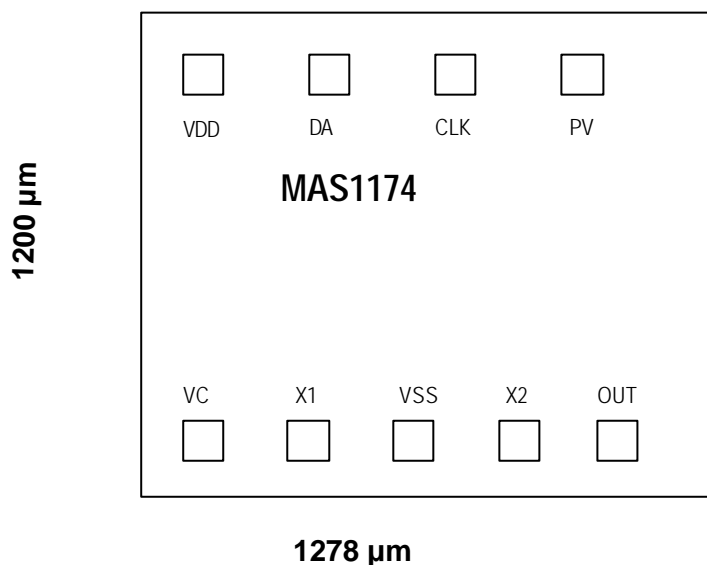 VDD DA CLK PV
MAS1174
1200 µm
VC X1 VSS X2 OUT
1278 µm